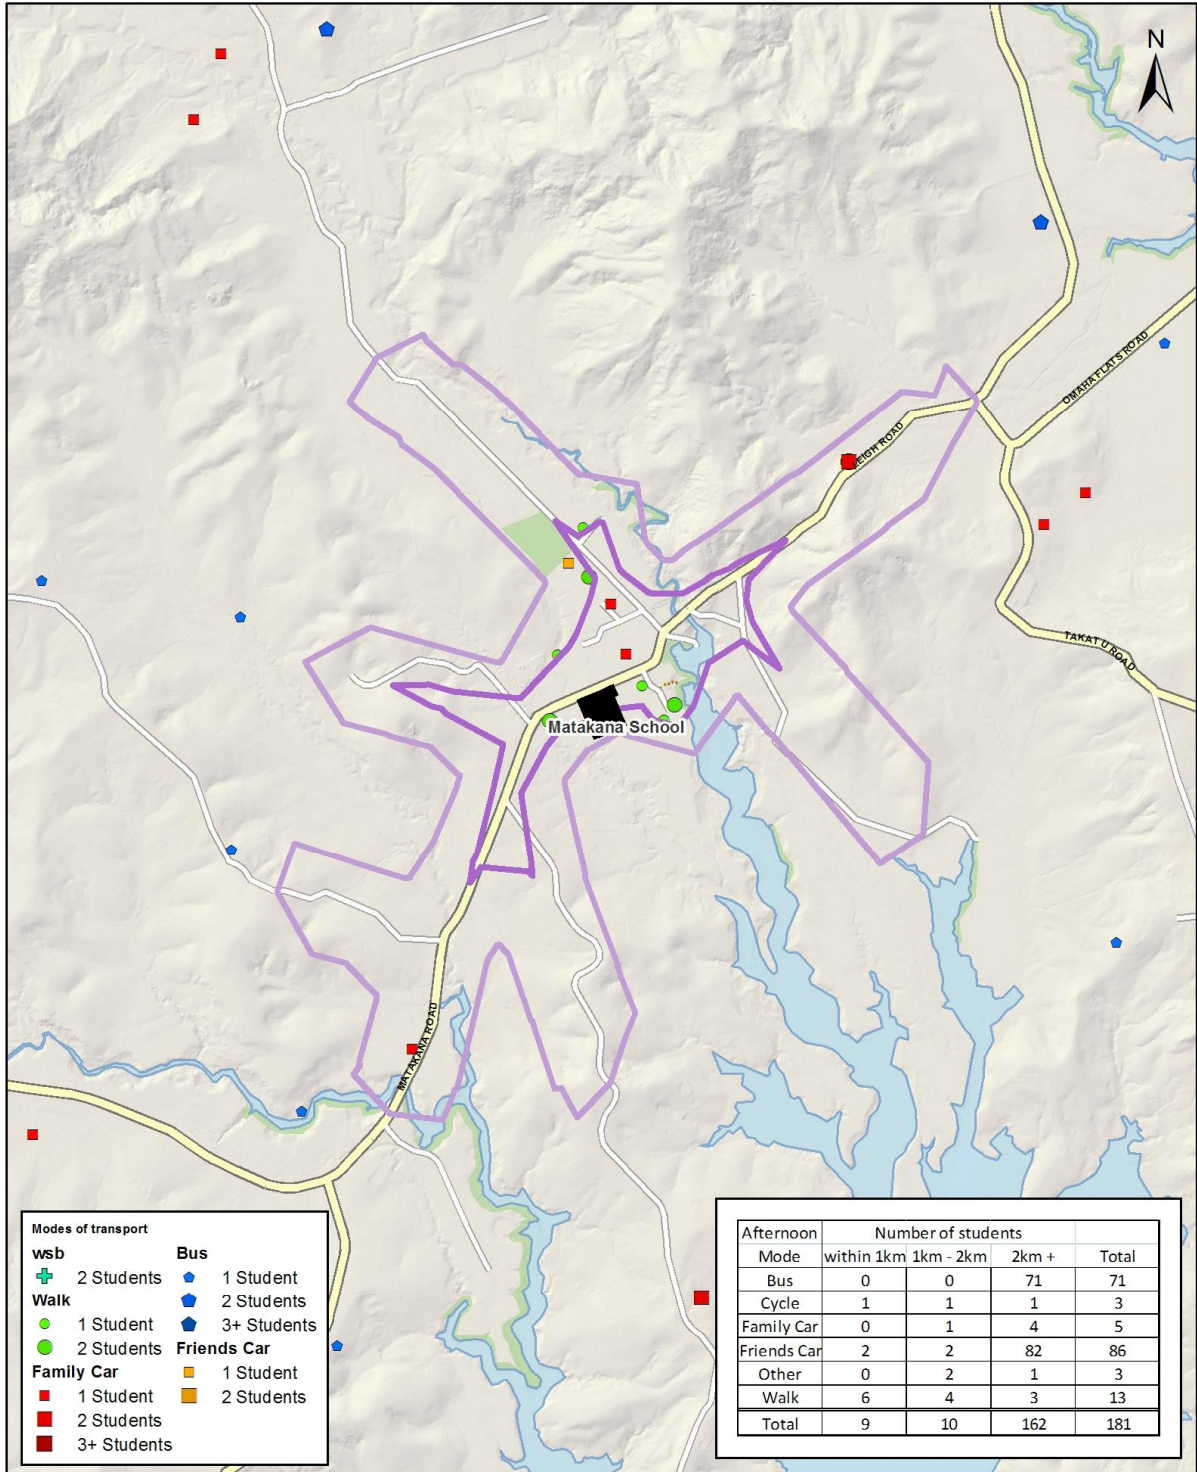 N
OMAHA FLATS ROAD
LEIGH ROAD
TAKATU ROAD
Matakana School
MATAKANA ROAD
Modes of transport
wsb
2 Students
Walk
1 Student
2 Students
Family Car
1 Student
2 Students
3+ Students
Bus
1 Student
2 Students
3+ Students
Friends Car
1 Student
2 Students
Afternoon Number of students
Mode within 1km 1km - 2km 2km + Total
Bus 0 0 71 71
Cycle 1 1 1 3
Family Car 0 1 4 5
Friends Car 2 2 82 86
Other 0 2 1 3
Walk 6 4 3 13
Total 9 10 162 181